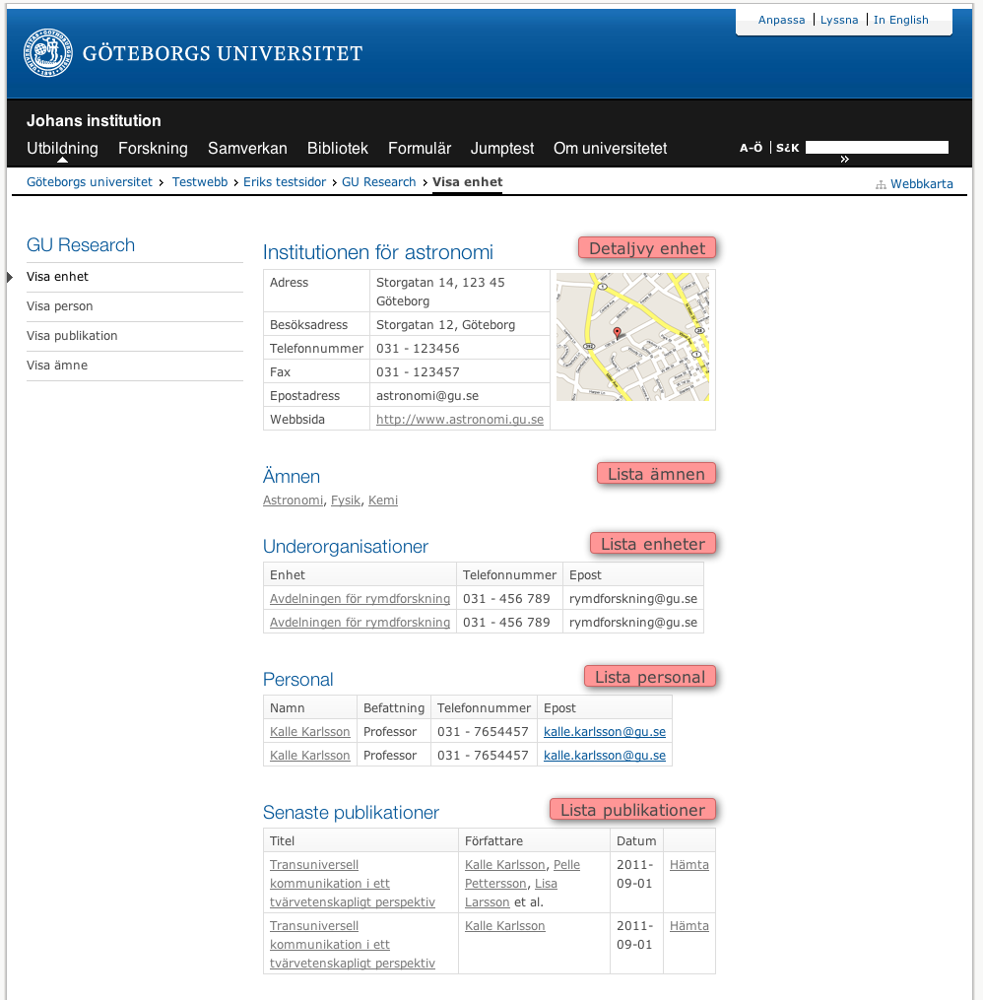 Anpassa Lyssna In English
GÖTEBORGS UNIVERSITET
Johans institution
Utbildning Forskning Samverkan Bibliotek Formulär Jumptest Om universitetet A-Ö S¿K
Göteborgs universitet Testwebb Eriks testsidor GU Research Visa enhet Webbkarta
GU Research
Visa enhet
Visa person
Visa publikation
Visa ämne
Institutionen för astronomi Detaljvy enhet
Adress Storgatan 14, 123 45
Göteborg
Besöksadress Storgatan 12, Göteborg
Telefonnummer 031 - 123456
Fax 031 - 123457
Epostadress astronomi@gu.se
Webbsida http://www.astronomi.gu.se
Ämnen Lista ämnen
Astronomi, Fysik, Kemi
Underorganisationer Lista enheter
Enhet Telefonnummer Epost
Avdelningen för rymdforskning 031 - 456 789 rymdforskning@gu.se
Avdelningen för rymdforskning 031 - 456 789 rymdforskning@gu.se
Personal Lista personal
Namn Befattning Telefonnummer Epost
Kalle Karlsson Professor 031 - 7654457 kalle.karlsson@gu.se
Kalle Karlsson Professor 031 - 7654457 kalle.karlsson@gu.se
Senaste publikationer Lista publikationer
Titel Författare Datum
Transuniversell Kalle Karlsson, Pelle 2011- Hämta
kommunikation i ett Pettersson, Lisa 09-01
tvärvetenskapligt perspektiv Larsson et al.
Transuniversell Kalle Karlsson 2011- Hämta
kommunikation i ett 09-01
tvärvetenskapligt perspektiv